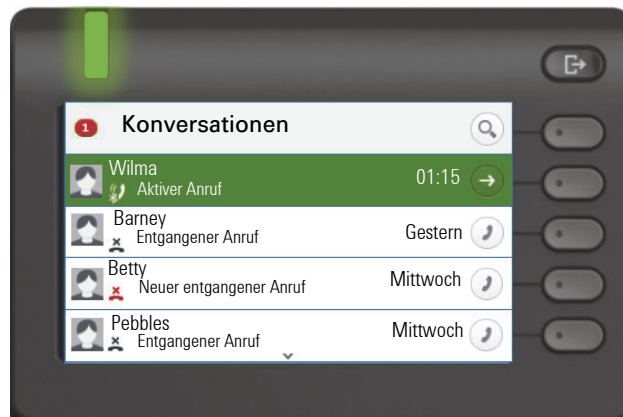 1 Konversationen
Wilma 01:15
Aktiver Anruf
Barney
Entgangener Anruf Gestern
Betty
Neuer entgangener Anruf Mittwoch
Pebbles
Entgangener Anruf Mittwoch